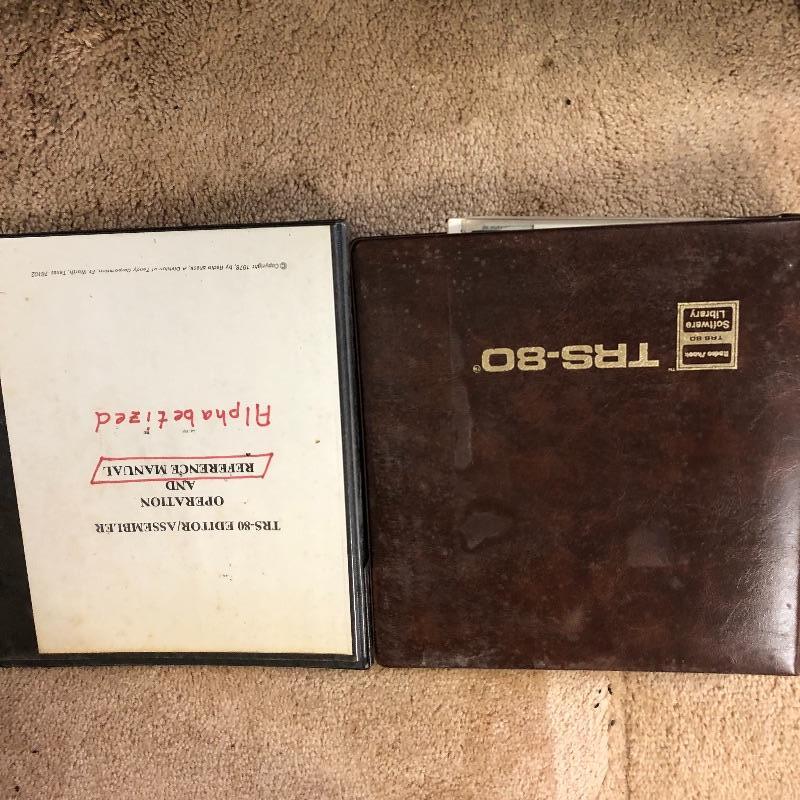 TRS-80 EDITOR/ASSEMBLER
OPERATION
AND
REFERENCE MANUAL
Alphabetized
© Copyright 1978, by Radio Shack, A Division of Tandy Corporation, Ft. Worth, Texas 76102
Radio Shack
TRS-80
Software
Library
TRS-80®
™